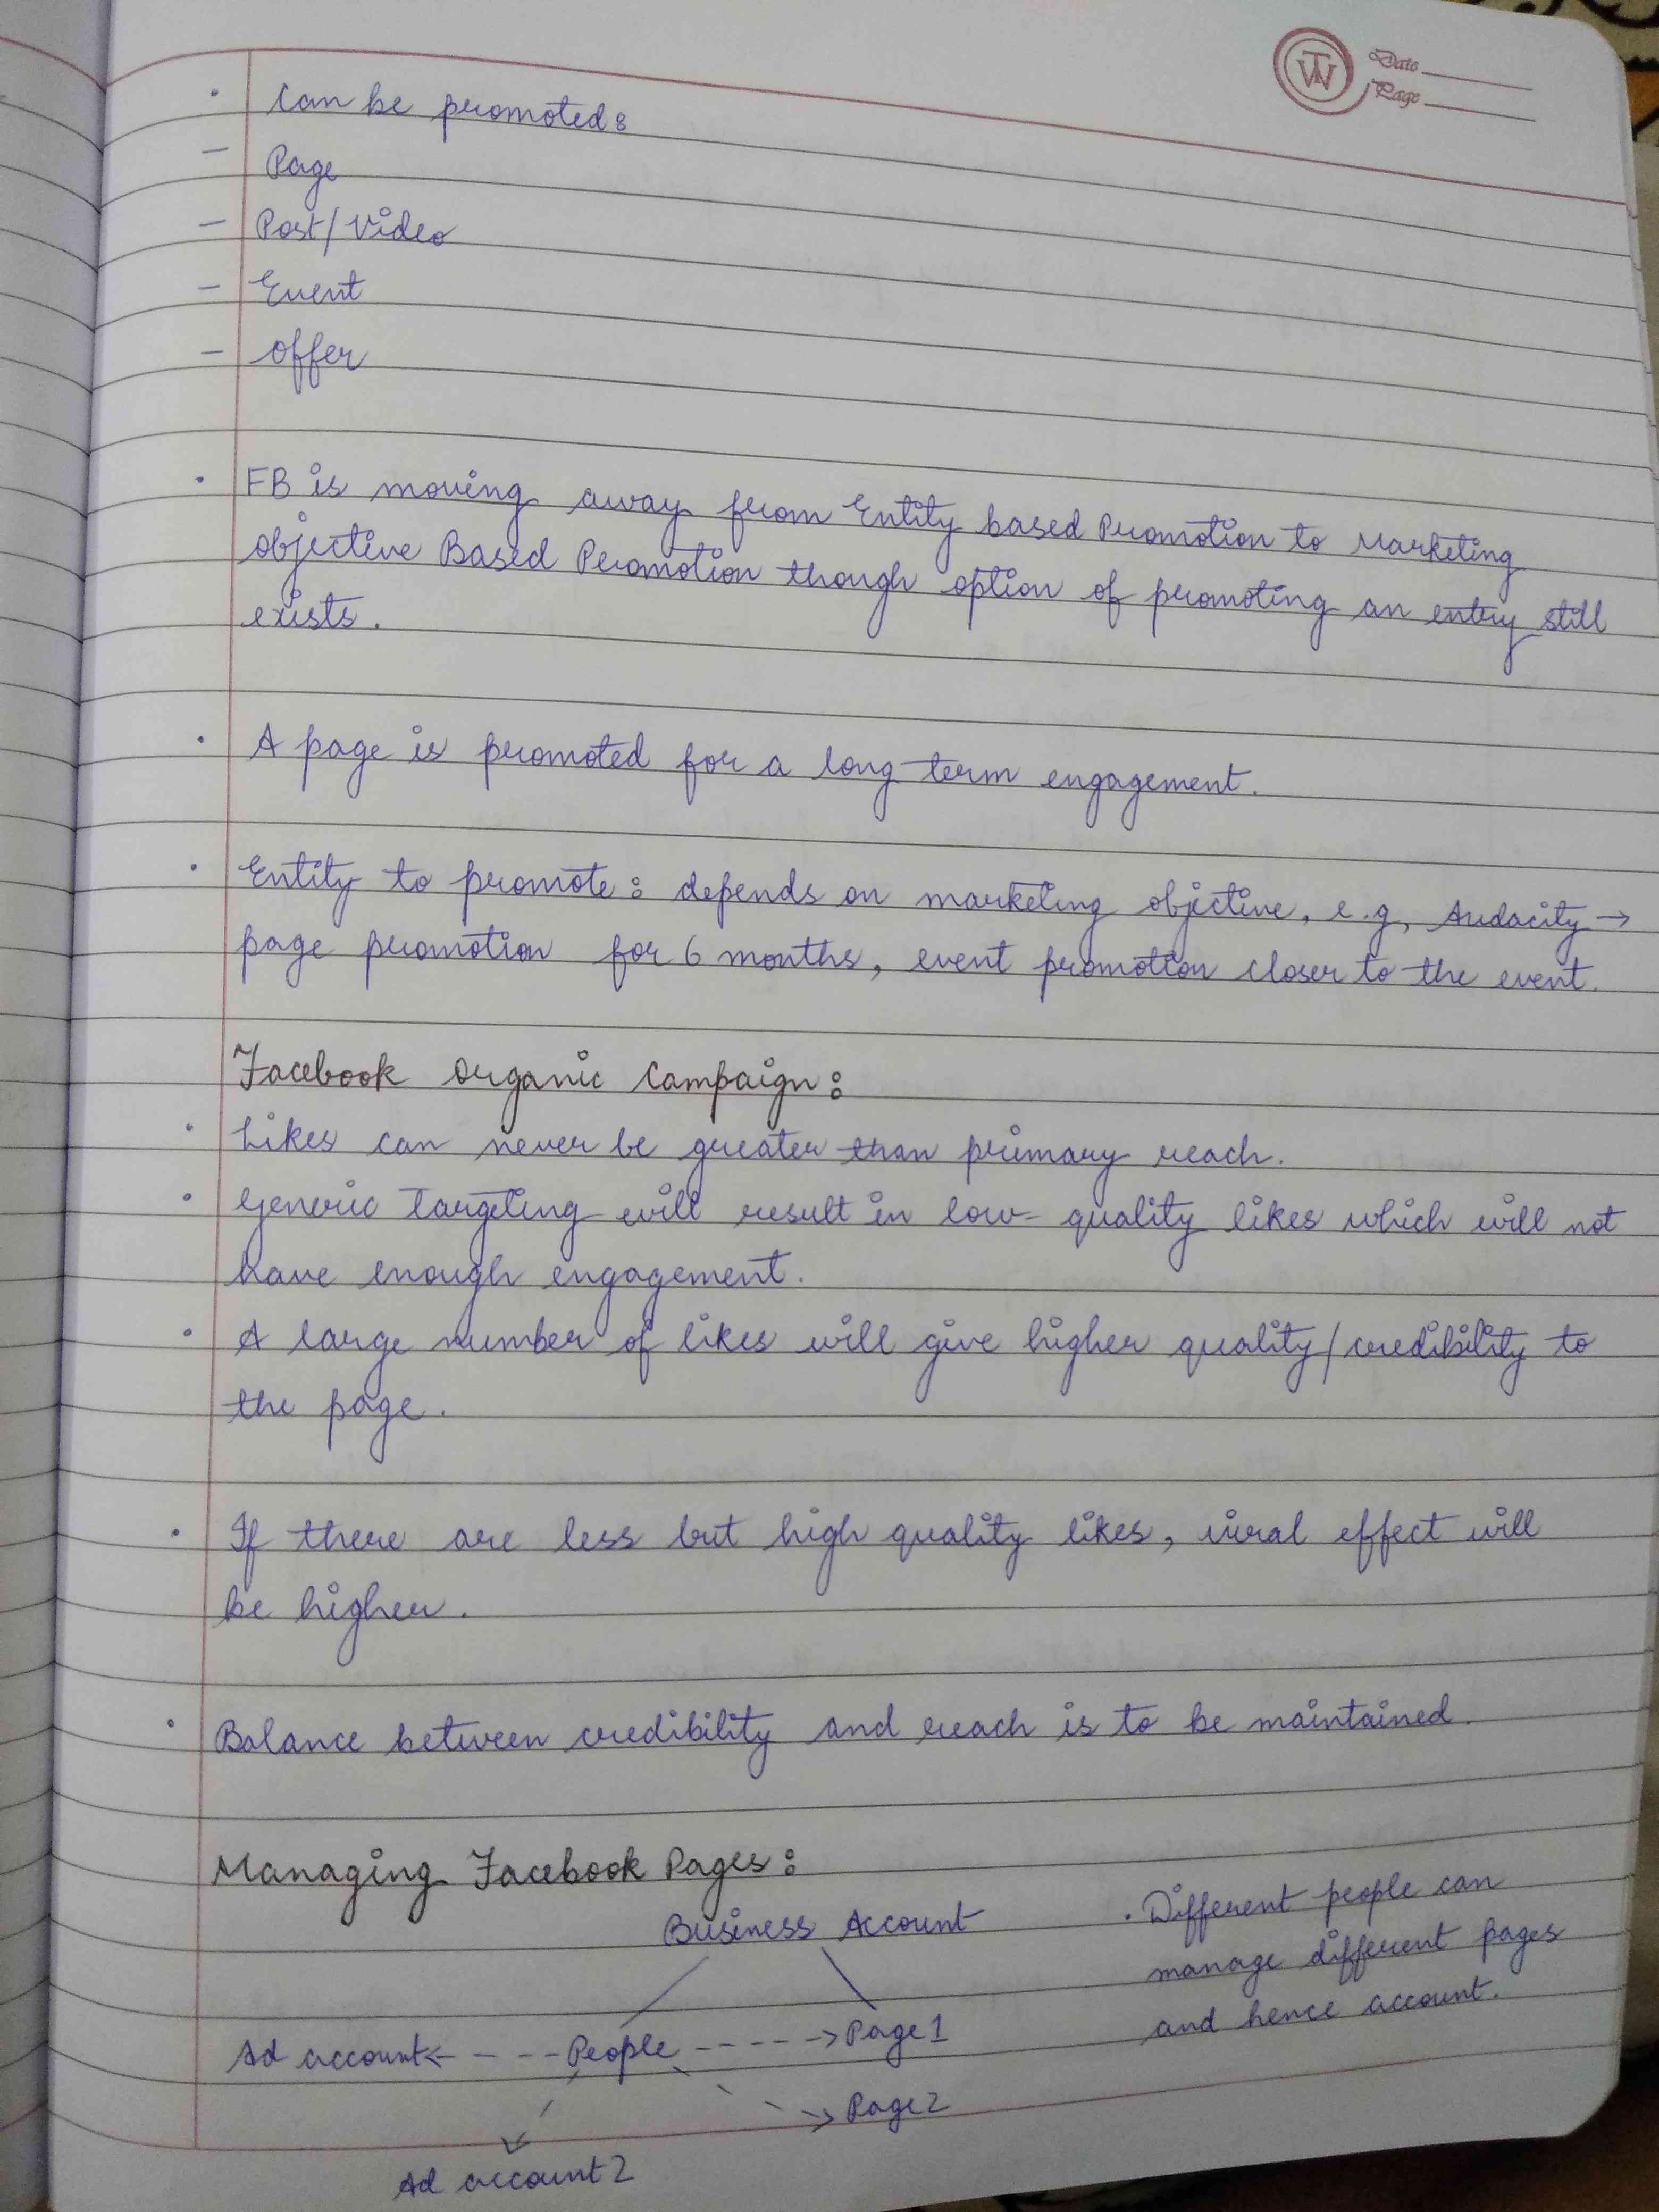 Date
Page
· Can be promoted:
- Page
- Post/Video
- Event
- Offer
· FB is moving away from Entity based Promotion to Marketing
objective Based Promotion though option of promoting an entry still
exists.
· A page is promoted for a long term engagement.
· Entity to promote: depends on marketing objective, e.g, Audacity →
page promotion for 6 months, event promotion closer to the event.
Facebook Organic Campaign:
· Likes can never be greater than primary reach.
· Generic Targeting will result in low-quality likes which will not
have enough engagement.
· A large number of likes will give higher quality/credibility to
the page.
· If there are less but high quality likes, viral effect will
be higher.
· Balance between credibility and reach is to be maintained.
Managing Facebook Pages:
Business Account
· Different people can
manage different pages
and hence account.
Ad account <- - - People - - - -> Page 1
Page 2
Ad account 2